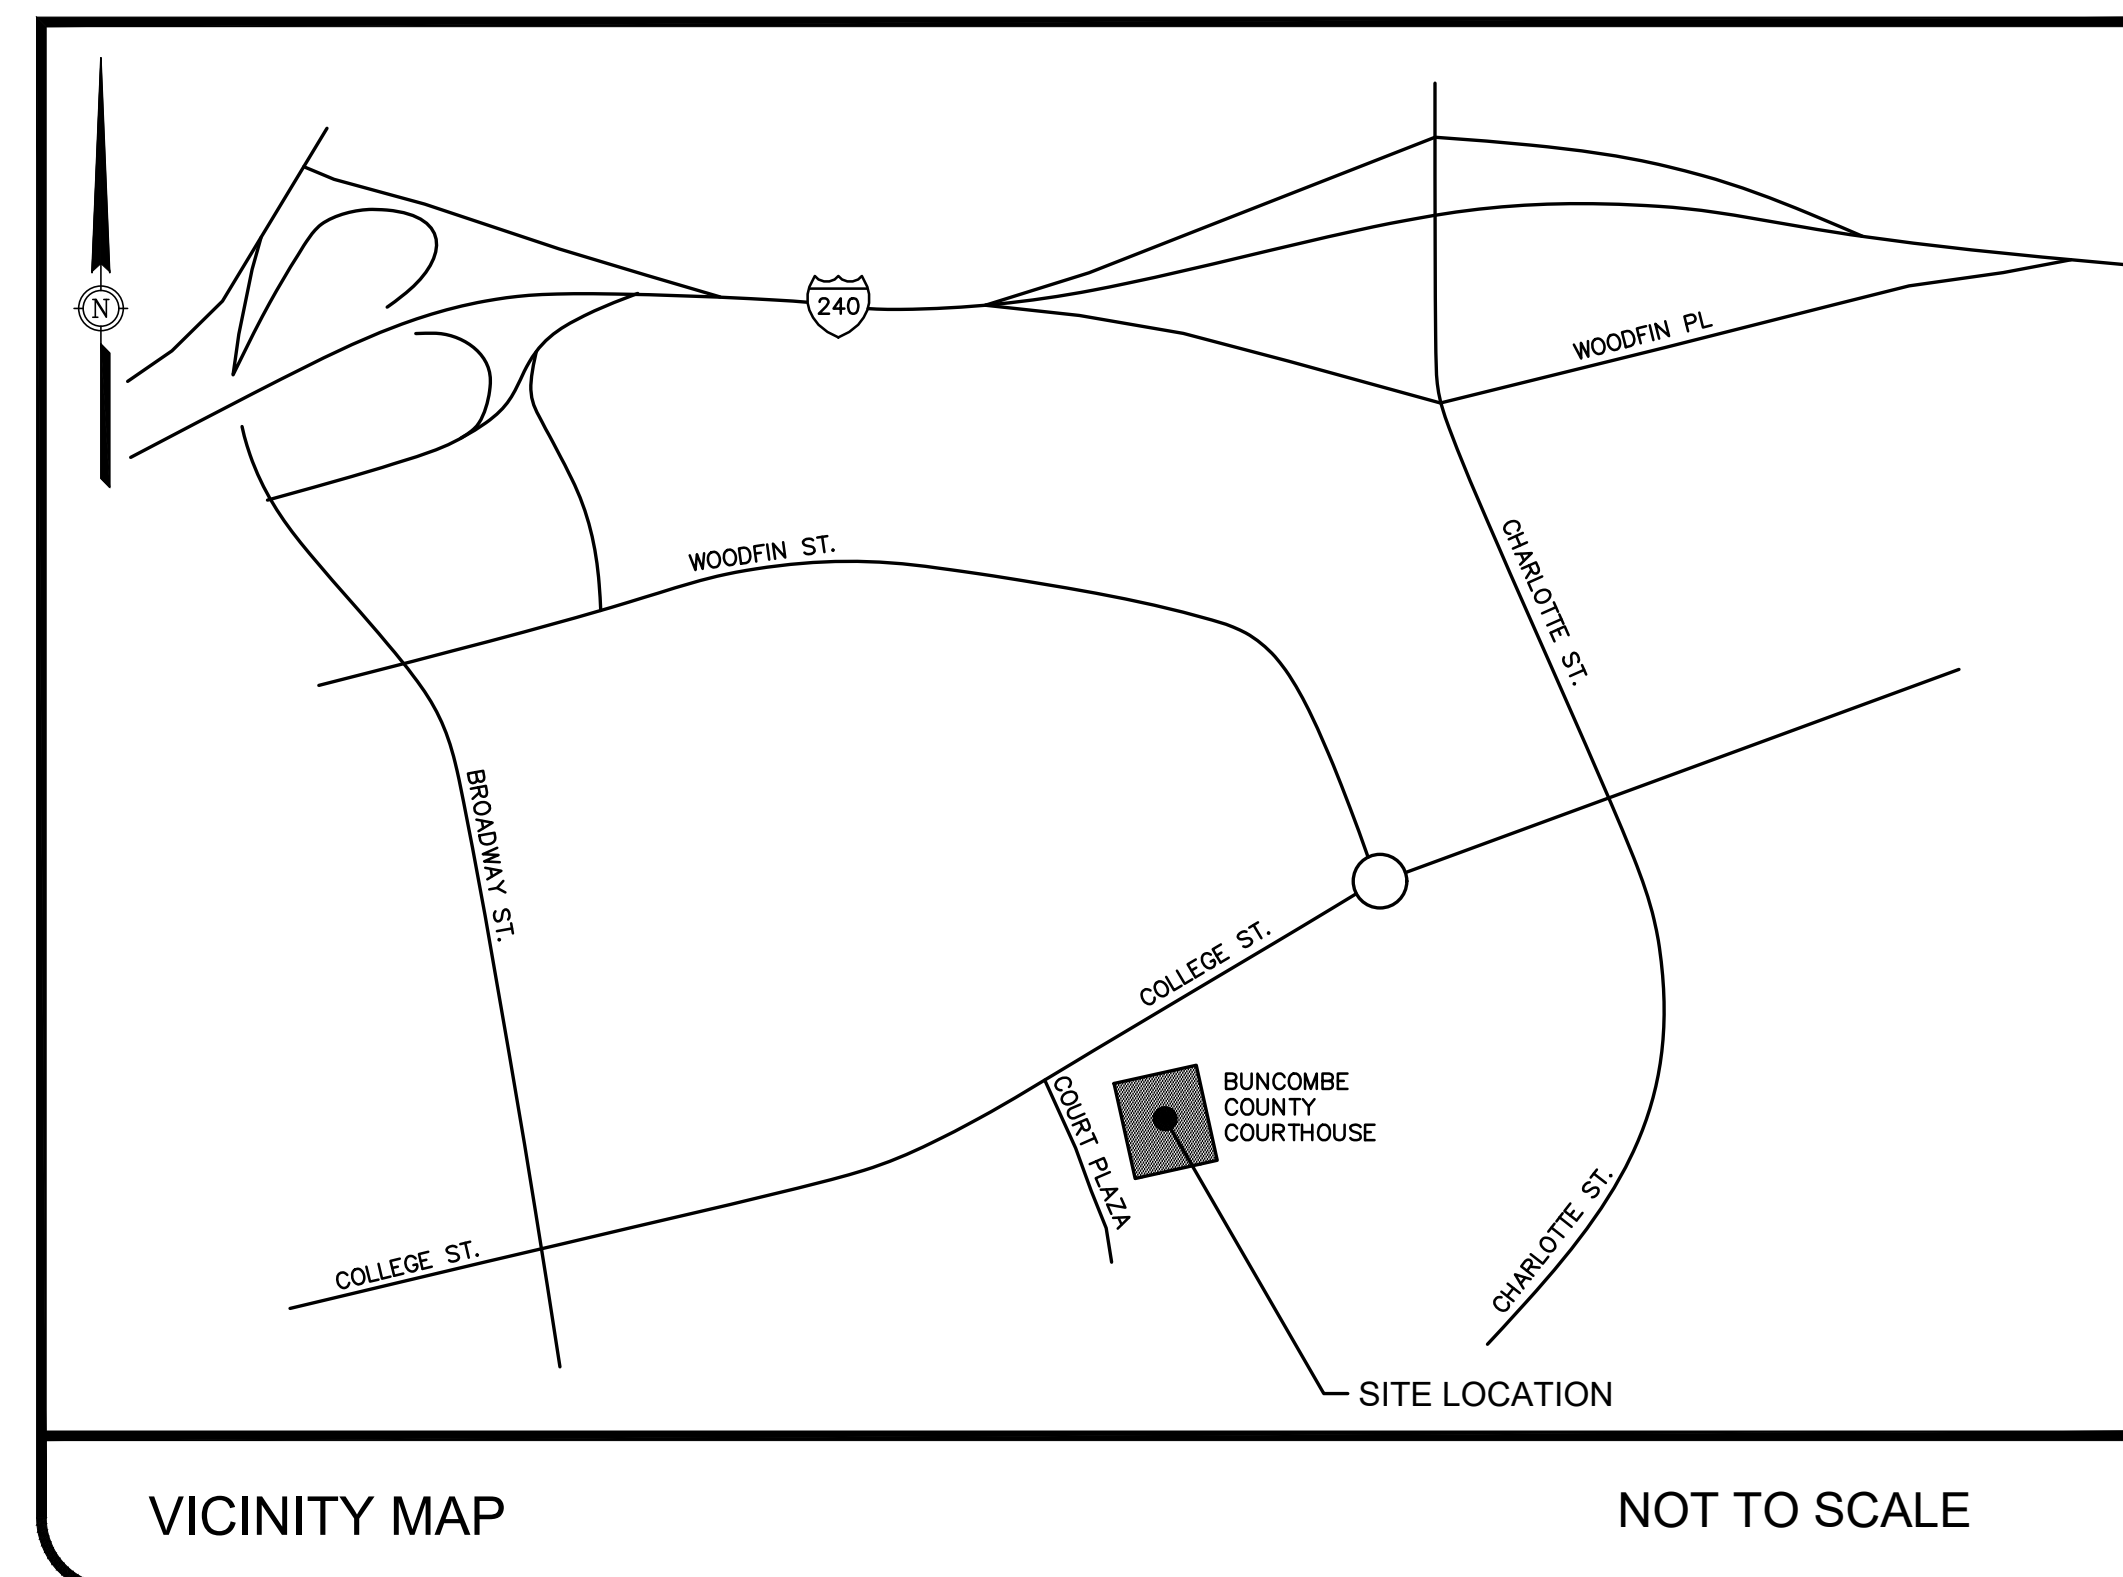 N
240
WOODFIN PL
WOODFIN ST.
CHARLOTTE ST.
BROADWAY ST.
COLLEGE ST.
COURT PLAZA
BUNCOMBE
COUNTY
COURTHOUSE
CHARLOTTE ST.
COLLEGE ST.
SITE LOCATION
VICINITY MAP
NOT TO SCALE